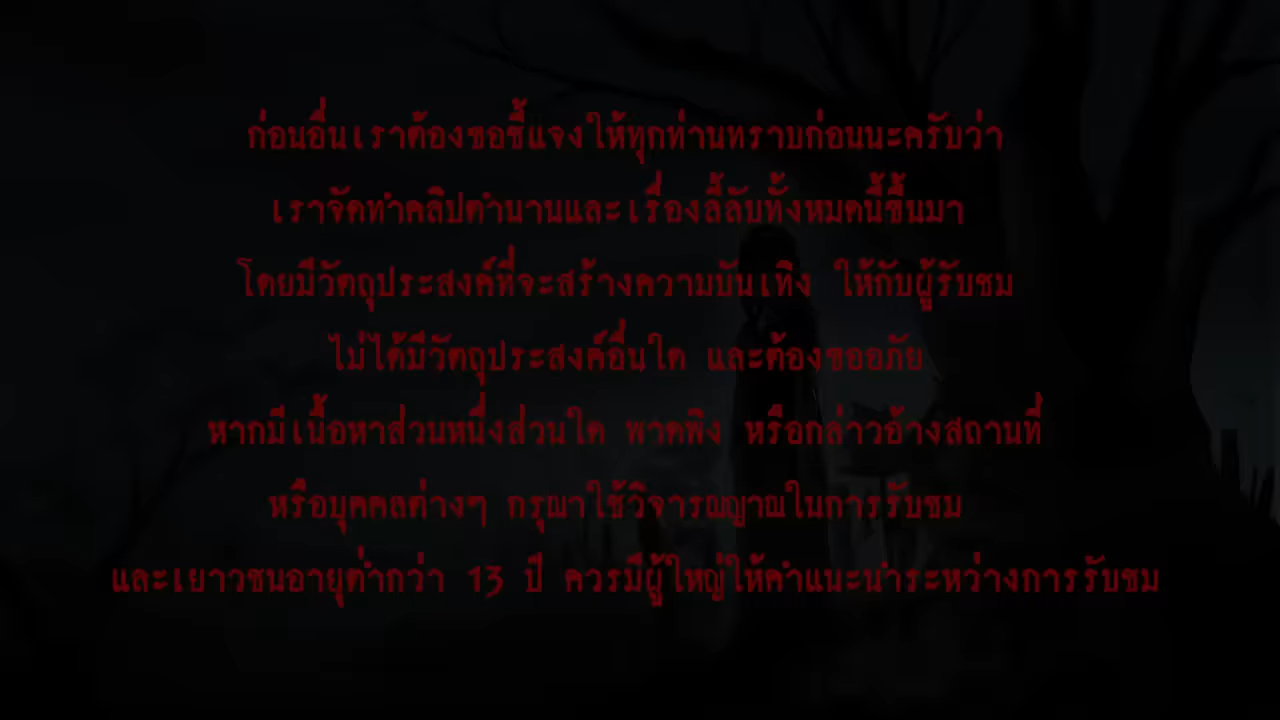 ก่อนอื่นเราต้องขอชี้แจงให้ทุกท่านทราบก่อนนะครับว่า
เราจัดทำคลิปตำนานและเรื่องลี้ลับทั้งหมดนี้ขึ้นมา
โดยมีวัตถุประสงค์ที่จะสร้างความบันเทิง ให้กับผู้รับชม
ไม่ได้มีวัตถุประสงค์อื่นใด และต้องขออภัย
หากมีเนื้อหาส่วนหนึ่งส่วนใด พาดพิง หรือกล่าวอ้างสถานที่
หรือบุคคลต่างๆ กรุณาใช้วิจารณญาณในการรับชม
และเยาวชนอายุต่ำกว่า 13 ปี ควรมีผู้ใหญ่ให้คำแนะนำระหว่างการรับชม